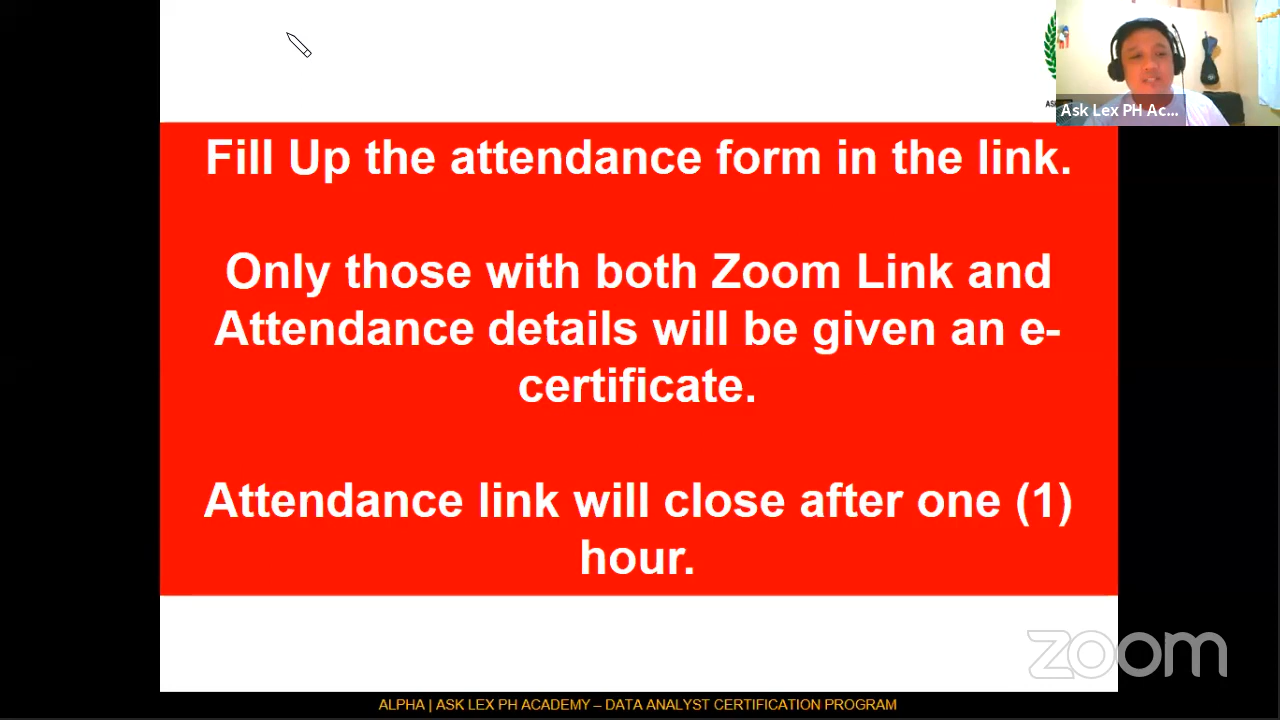 Ask Lex PH Ac...
Fill Up the attendance form in the link.
Only those with both Zoom Link and
Attendance details will be given an e-
certificate.
Attendance link will close after one (1)
hour.
zoom
ALPHA | ASK LEX PH ACADEMY – DATA ANALYST CERTIFICATION PROGRAM